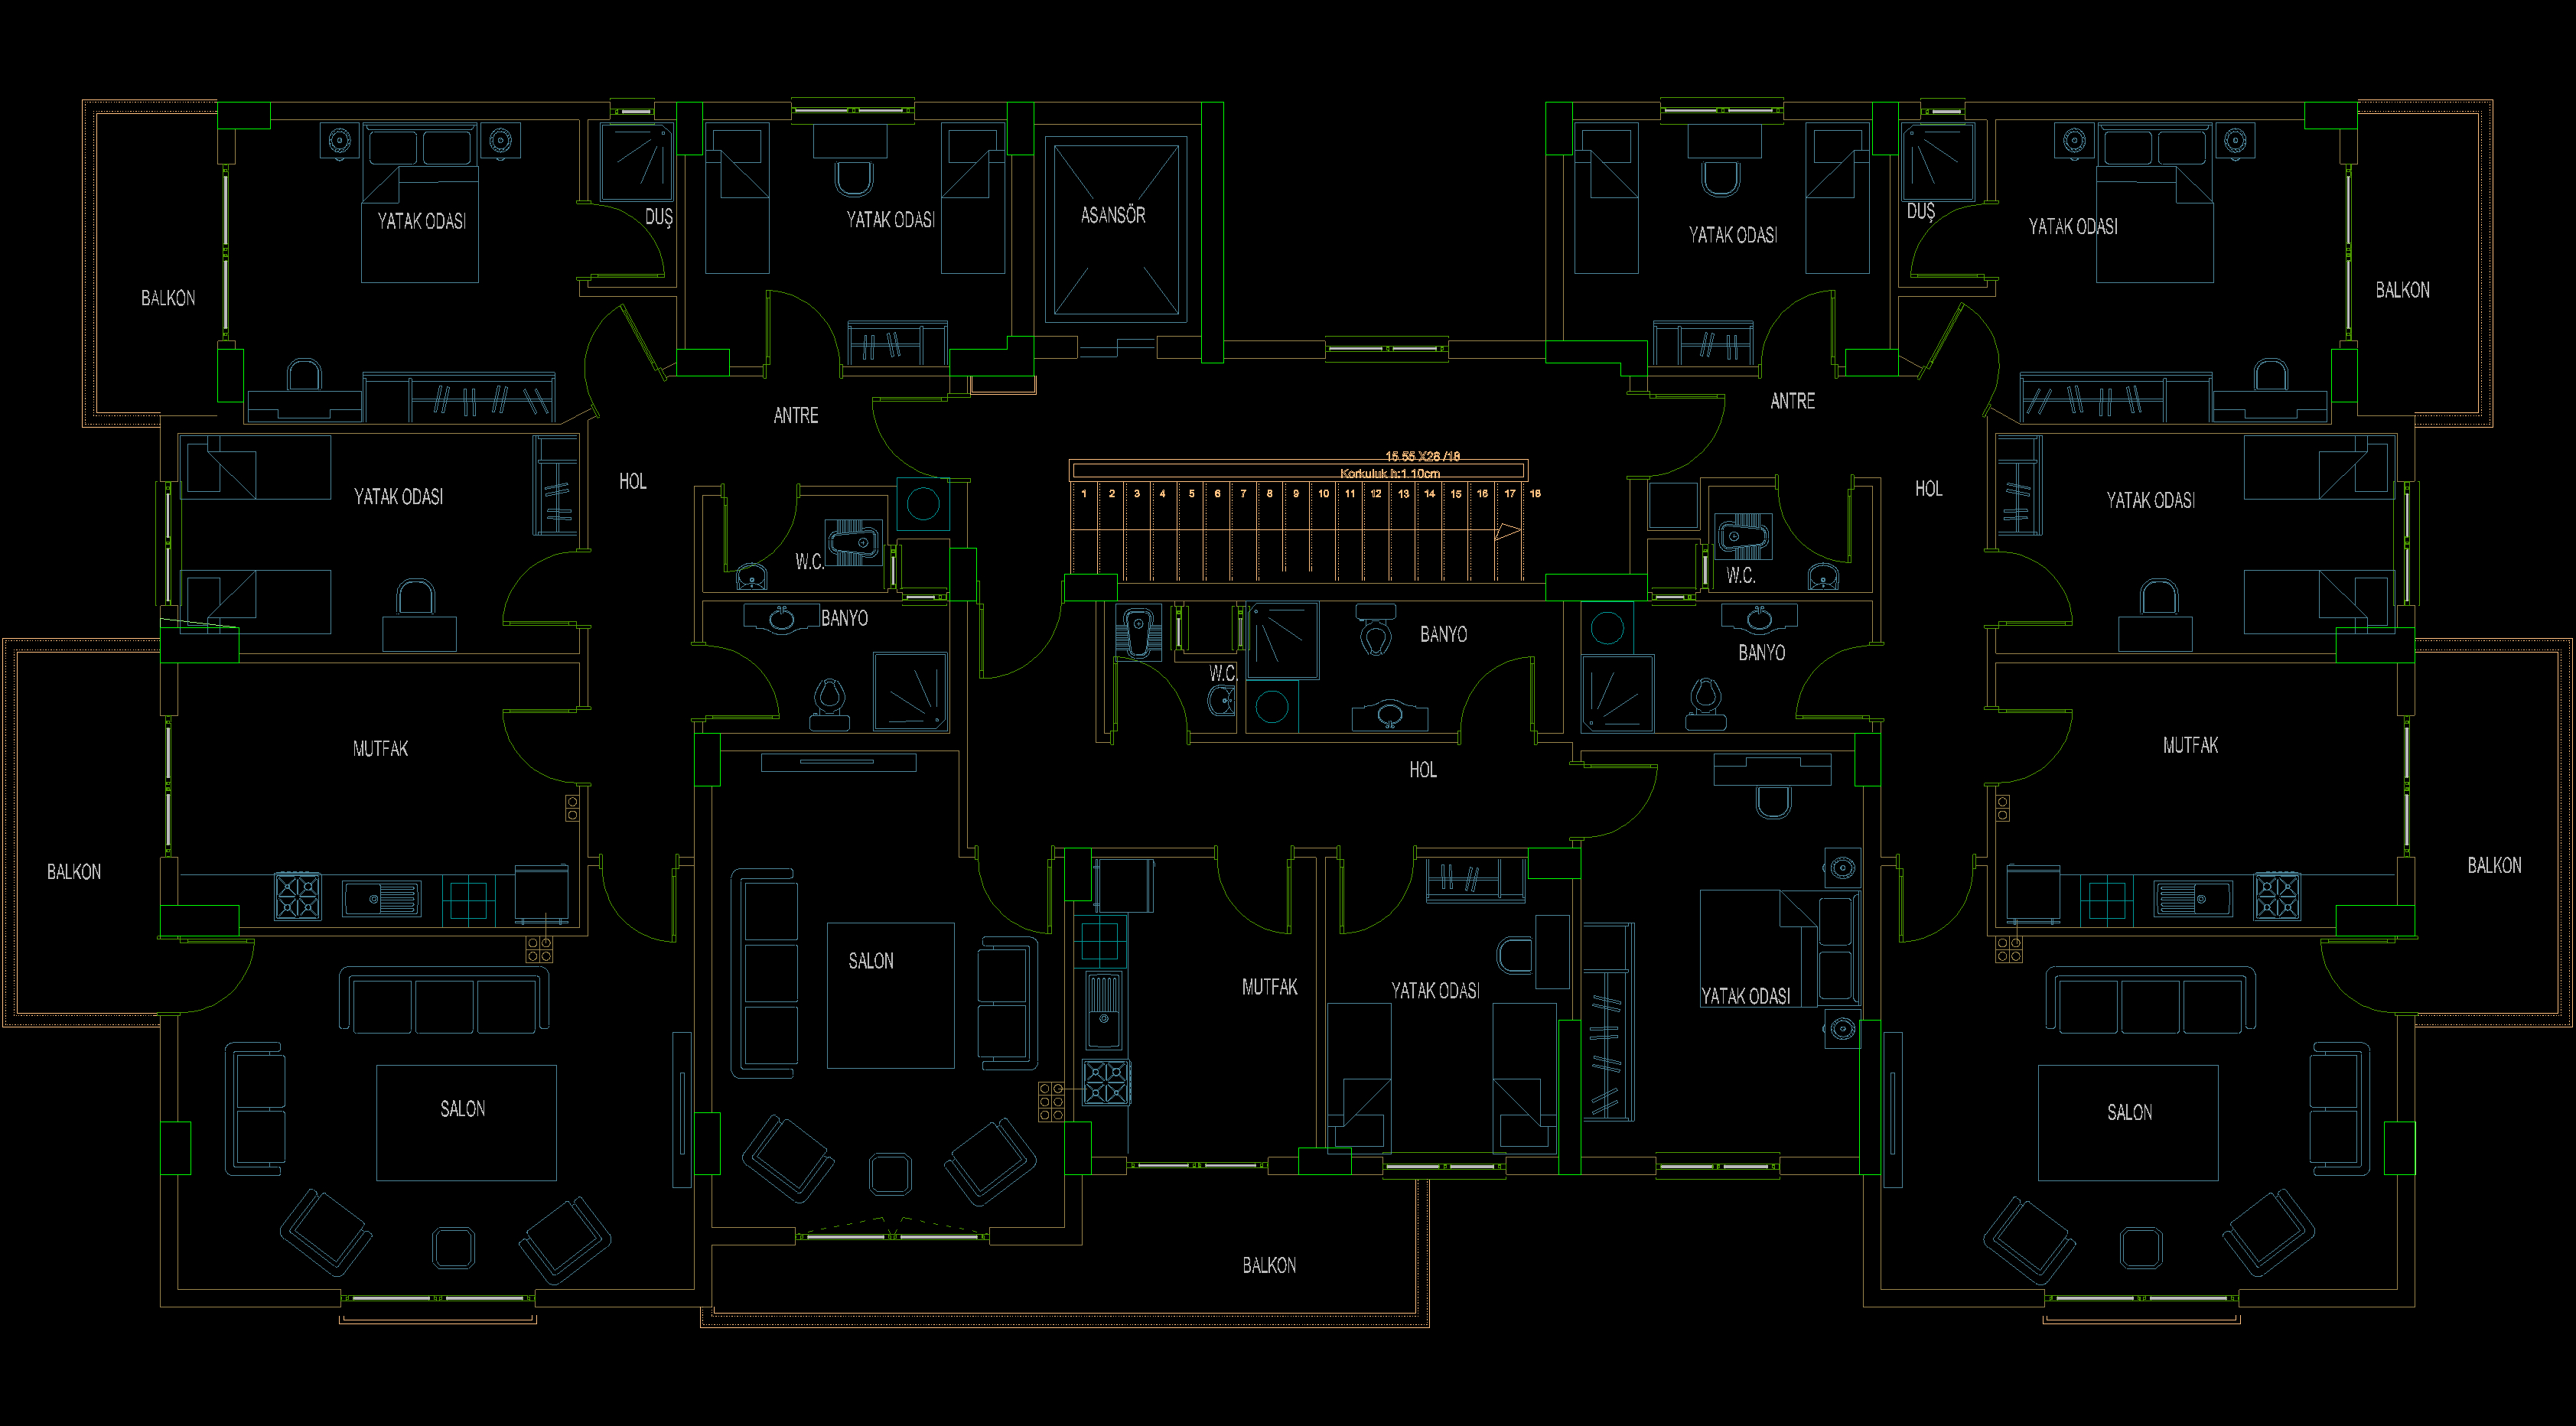 DUŞ
DUŞ
ASANSÖR
YATAK ODASI
YATAK ODASI
YATAK ODASI
YATAK ODASI
BALKON
BALKON
ANTRE
ANTRE
15.55 X28 /18
Korkuluk h:1.10cm
HOL
HOL
1 2 3 4 5 6 7 8 9 10 11 12 13 14 15 16 17 18
YATAK ODASI
YATAK ODASI
W.C.
W.C.
BANYO
BANYO
BANYO
W.C.
MUTFAK
MUTFAK
HOL
BALKON
BALKON
SALON
MUTFAK
YATAK ODASI
YATAK ODASI
SALON
SALON
BALKON